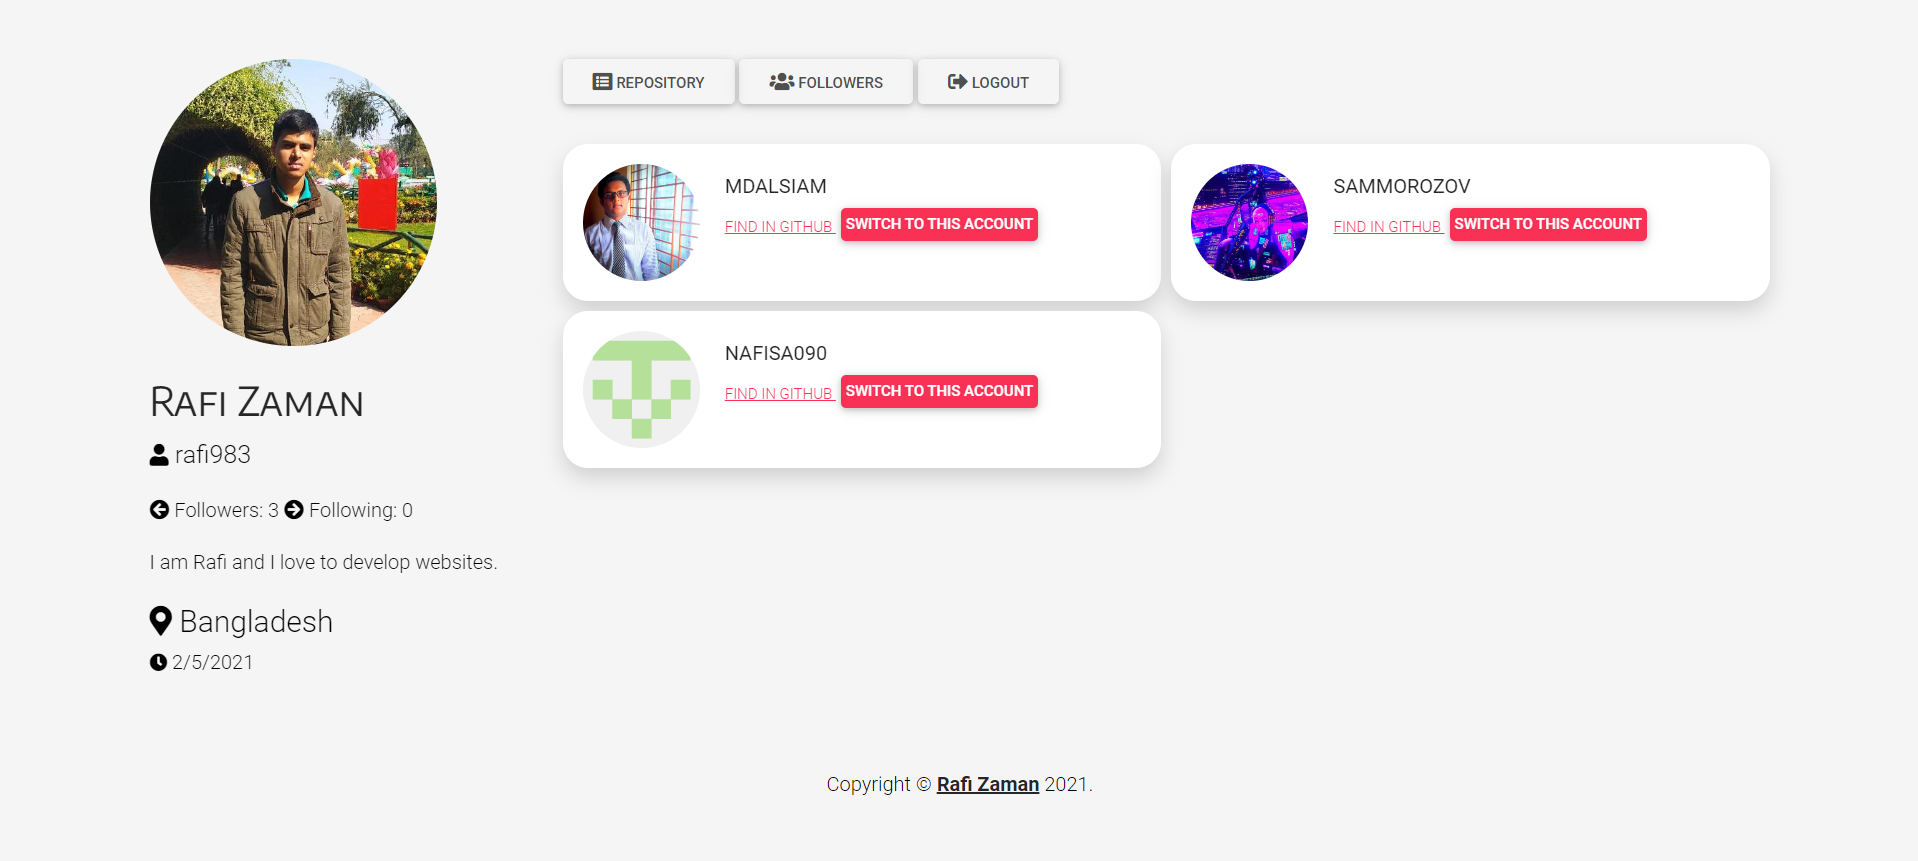 REPOSITORY FOLLOWERS LOGOUT
RAFI ZAMAN
rafi983
Followers: 3 Following: 0
I am Rafi and I love to develop websites.
Bangladesh
2/5/2021
MDALSIAM
FIND IN GITHUB SWITCH TO THIS ACCOUNT
SAMMOROZOV
FIND IN GITHUB SWITCH TO THIS ACCOUNT
NAFISA090
FIND IN GITHUB SWITCH TO THIS ACCOUNT
Copyright © Rafi Zaman 2021.